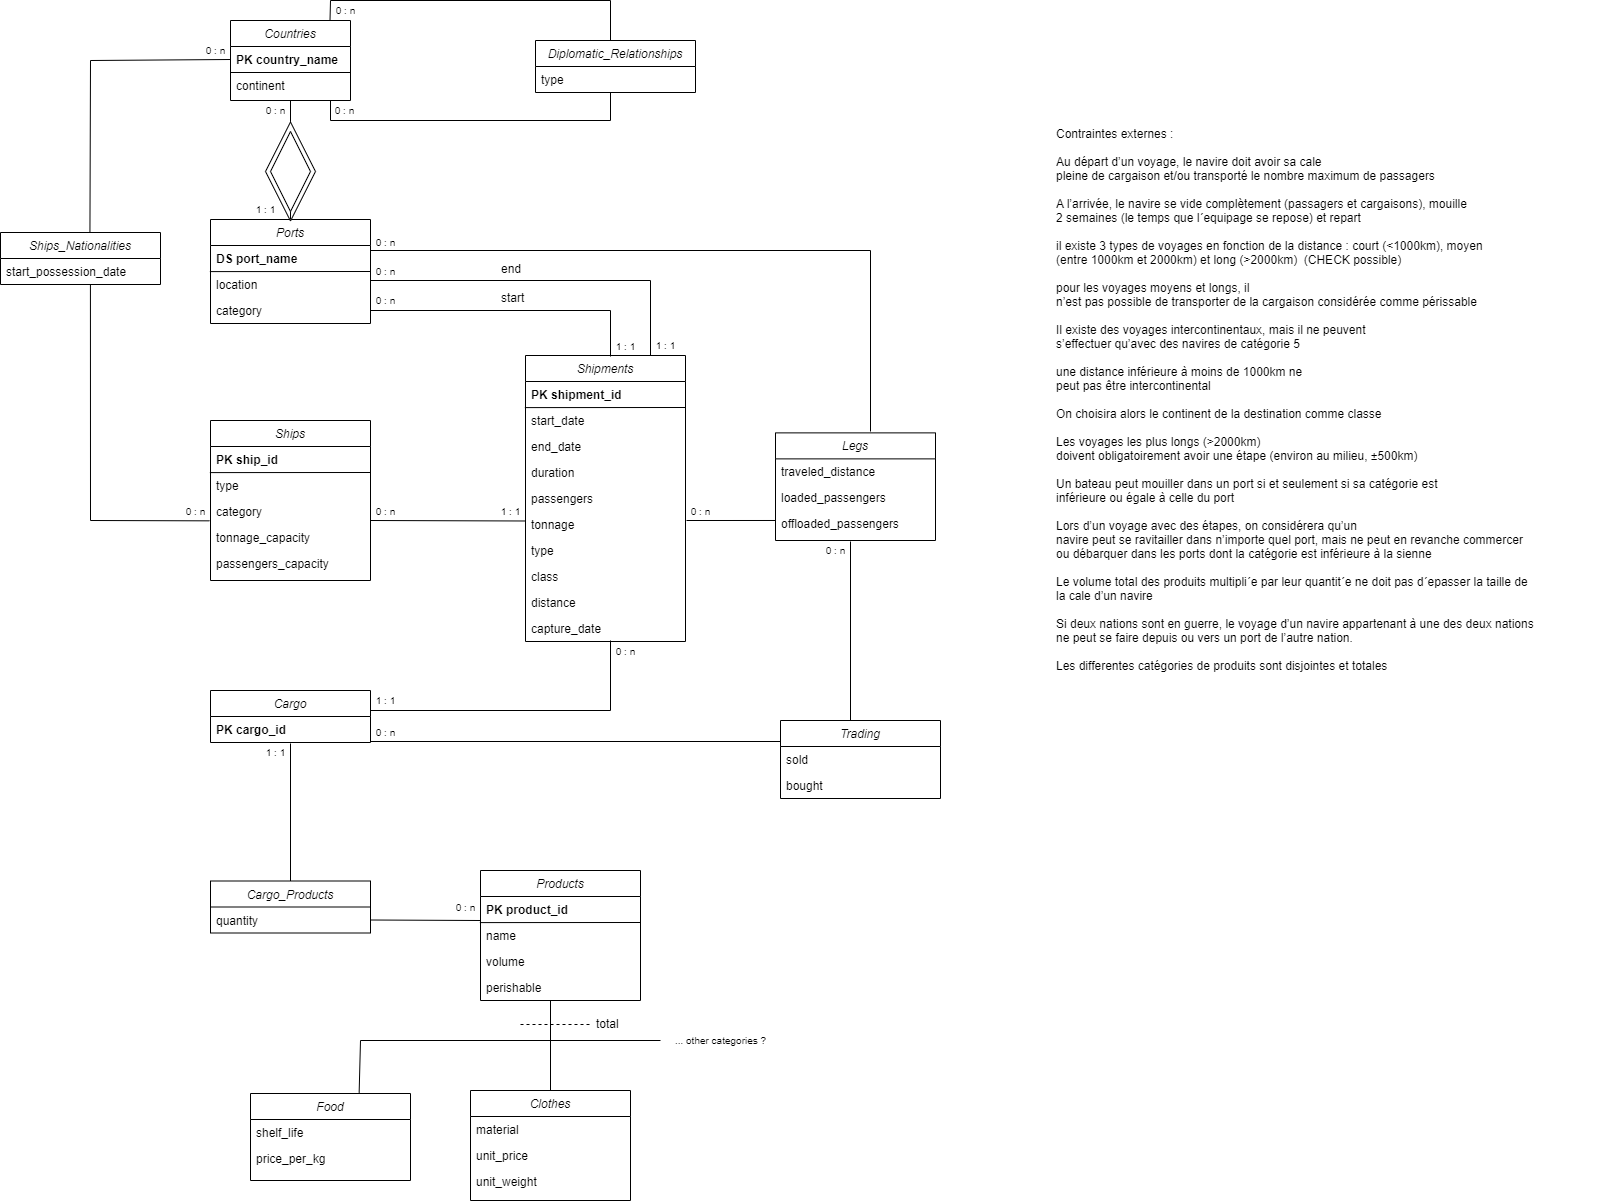 0 : n
Countries
PK country_name
continent
0 : n
0 : n
0 : n
Diplomatic_Relationships
type
1 : 1
Ships_Nationalities
start_possession_date
Ports
DS port_name
location
category
0 : n
0 : n
end
0 : n
start
1 : 1
1 : 1
Shipments
PK shipment_id
start_date
end_date
duration
passengers
tonnage
type
class
distance
capture_date
Ships
PK ship_id
type
category
tonnage_capacity
passengers_capacity
0 : n
0 : n
1 : 1
0 : n
Legs
traveled_distance
loaded_passengers
offloaded_passengers
0 : n
0 : n
Cargo
PK cargo_id
1 : 1
0 : n
1 : 1
Trading
sold
bought
Cargo_Products
quantity
0 : n
Products
PK product_id
name
volume
perishable
total
... other categories ?
Food
shelf_life
price_per_kg
Clothes
material
unit_price
unit_weight
Contraintes externes :
Au départ d'un voyage, le navire doit avoir sa cale
pleine de cargaison et/ou transporté le nombre maximum de passagers
A l'arrivée, le navire se vide complètement (passagers et cargaisons), mouille
2 semaines (le temps que l´equipage se repose) et repart
il existe 3 types de voyages en fonction de la distance : court (<1000km), moyen
(entre 1000km et 2000km) et long (>2000km) (CHECK possible)
pour les voyages moyens et longs, il
n'est pas possible de transporter de la cargaison considérée comme périssable
Il existe des voyages intercontinentaux, mais il ne peuvent
s'effectuer qu'avec des navires de catégorie 5
une distance inférieure à moins de 1000km ne
peut pas être intercontinental
On choisira alors le continent de la destination comme classe
Les voyages les plus longs (>2000km)
doivent obligatoirement avoir une étape (environ au milieu, ±500km)
Un bateau peut mouiller dans un port si et seulement si sa catégorie est
inférieure ou égale à celle du port
Lors d'un voyage avec des étapes, on considérera qu'un
navire peut se ravitailler dans n'importe quel port, mais ne peut en revanche commercer
ou débarquer dans les ports dont la catégorie est inférieure à la sienne
Le volume total des produits multipli´e par leur quantit´e ne doit pas d´epasser la taille de
la cale d'un navire
Si deux nations sont en guerre, le voyage d'un navire appartenant à une des deux nations
ne peut se faire depuis ou vers un port de l'autre nation.
Les differentes catégories de produits sont disjointes et totales